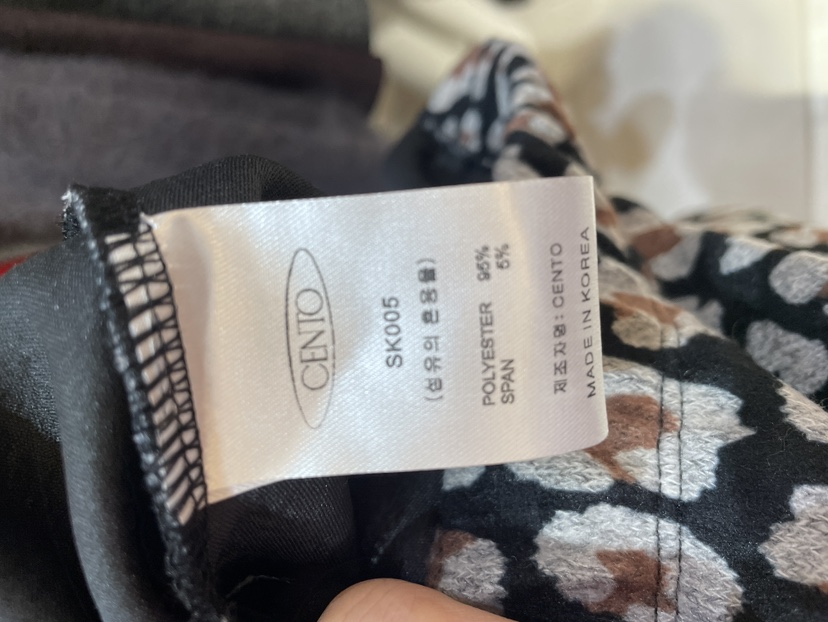 CENTO
SK005
(섬유의 혼용율)
POLYESTER 95%
SPAN 5%
제조자명: CENTO
MADE IN KOREA